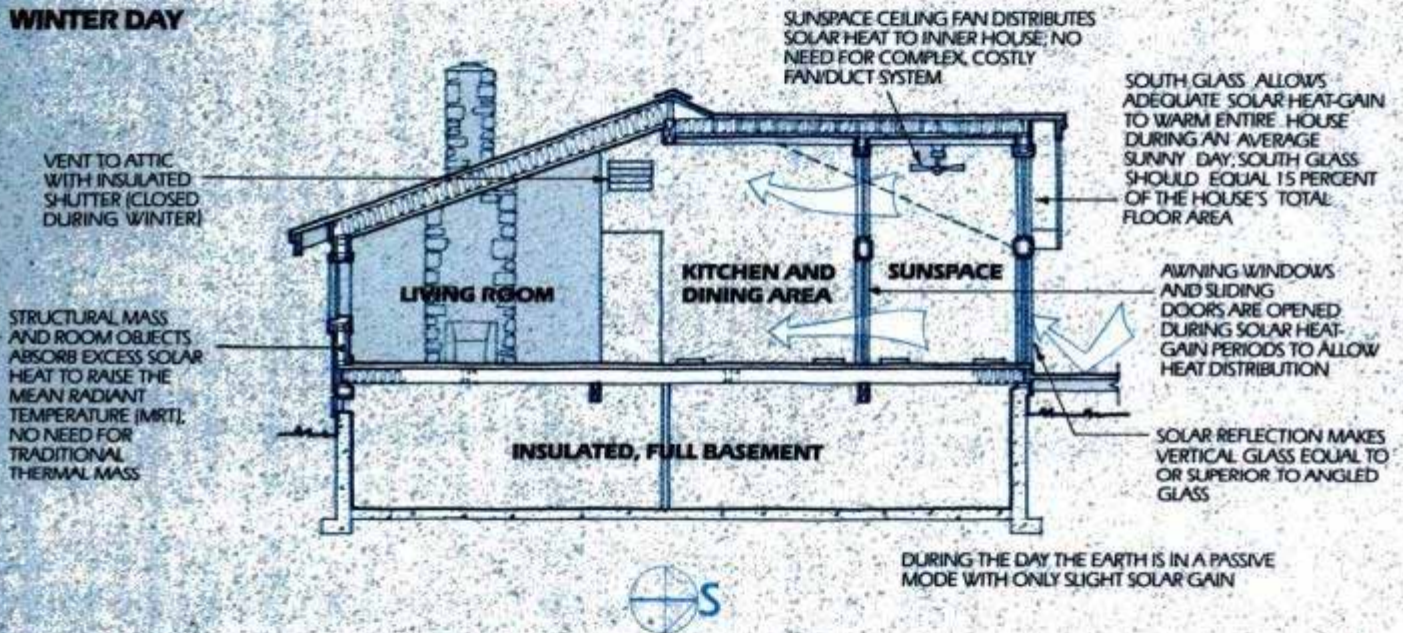 WINTER DAY
SUNSPACE CEILING FAN DISTRIBUTES
SOLAR HEAT TO INNER HOUSE; NO
NEED FOR COMPLEX, COSTLY
FAN/DUCT SYSTEM
SOUTH GLASS ALLOWS
ADEQUATE SOLAR HEAT-GAIN
TO WARM ENTIRE HOUSE
DURING AN AVERAGE
SUNNY DAY; SOUTH GLASS
SHOULD EQUAL 15 PERCENT
OF THE HOUSE'S TOTAL
FLOOR AREA
VENT TO ATTIC
WITH INSULATED
SHUTTER (CLOSED
DURING WINTER)
LIVING ROOM
KITCHEN AND
DINING AREA
SUNSPACE
AWNING WINDOWS
AND SLIDING
DOORS ARE OPENED
DURING SOLAR HEAT-
GAIN PERIODS TO ALLOW
HEAT DISTRIBUTION
STRUCTURAL MASS
AND ROOM OBJECTS
ABSORB EXCESS SOLAR
HEAT TO RAISE THE
MEAN RADIANT
TEMPERATURE (MRT),
NO NEED FOR
TRADITIONAL
THERMAL MASS
INSULATED, FULL BASEMENT
SOLAR REFLECTION MAKES
VERTICAL GLASS EQUAL TO
OR SUPERIOR TO ANGLED
GLASS
DURING THE DAY THE EARTH IS IN A PASSIVE
MODE WITH ONLY SLIGHT SOLAR GAIN
S